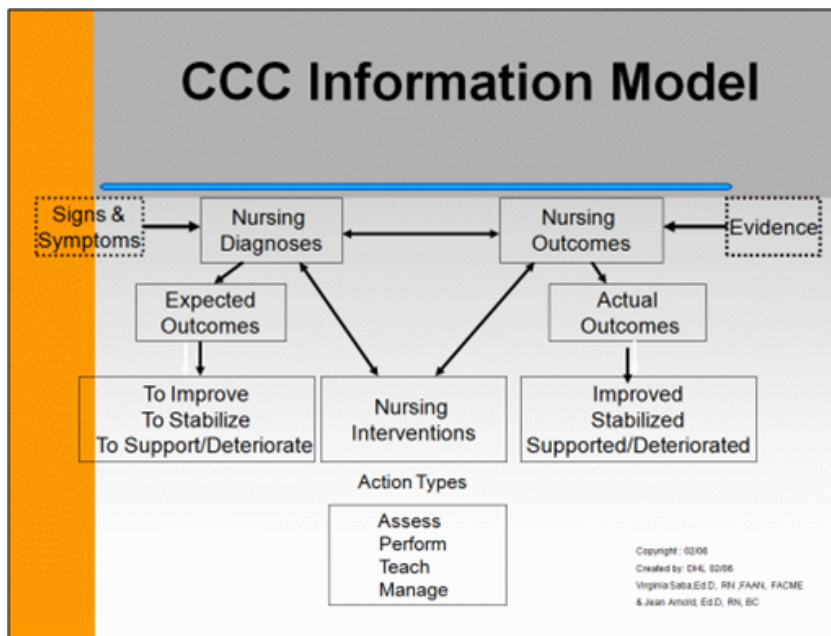 CCC Information Model
Signs &
Symptoms
Nursing
Diagnoses
Nursing
Outcomes
Evidence
Expected
Outcomes
Actual
Outcomes
To Improve
To Stabilize
To Support/Deteriorate
Nursing
Interventions
Improved
Stabilized
Supported/Deteriorated
Action Types
Assess
Perform
Teach
Manage
Copyright : 02/06
Created by: DHL 02/06
Virginia Saba,Ed.D, RN ,FAAN, FACME
& Jean Arnold, Ed.D, RN, BC